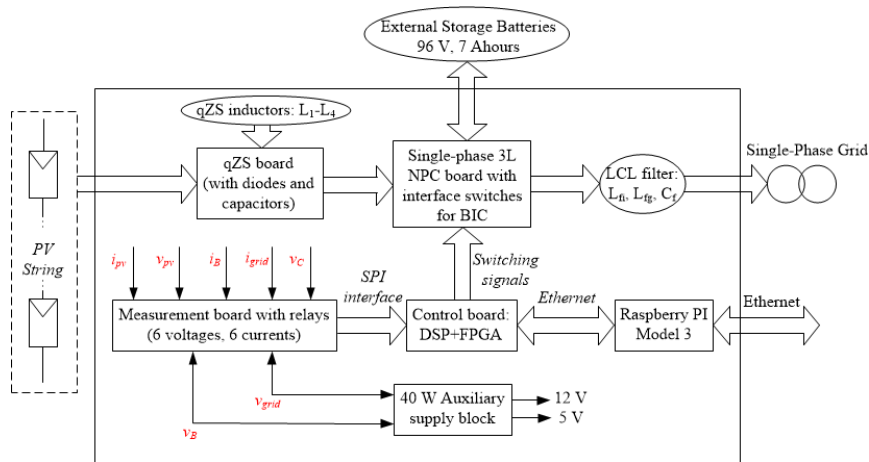 External Storage Batteries
96 V, 7 Ahours
qZS inductors: L1-L4
qZS board
(with diodes and
capacitors)
Single-phase 3L
NPC board with
interface switches
for BIC
LCL filter:
Lfi, Lfg, Cf
Single-Phase Grid
PV
String
ipv
vpv
iB
igrid
vC
SPI
interface
Switching
signals
Measurement board with relays
(6 voltages, 6 currents)
Control board:
DSP+FPGA
Ethernet
Raspberry PI
Model 3
Ethernet
vgrid
vB
40 W Auxiliary
supply block
12 V
5 V